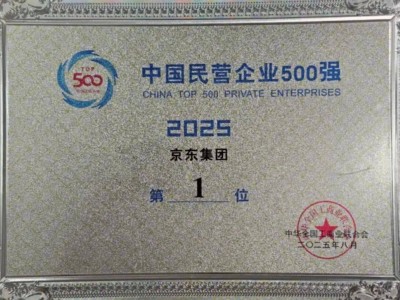 TOP
500
中国民营企业500强
CHINA TOP 500 PRIVATE ENTERPRISES
2025
京东集团
第 1 位
中华全国工商业联合会
二〇二五年八月